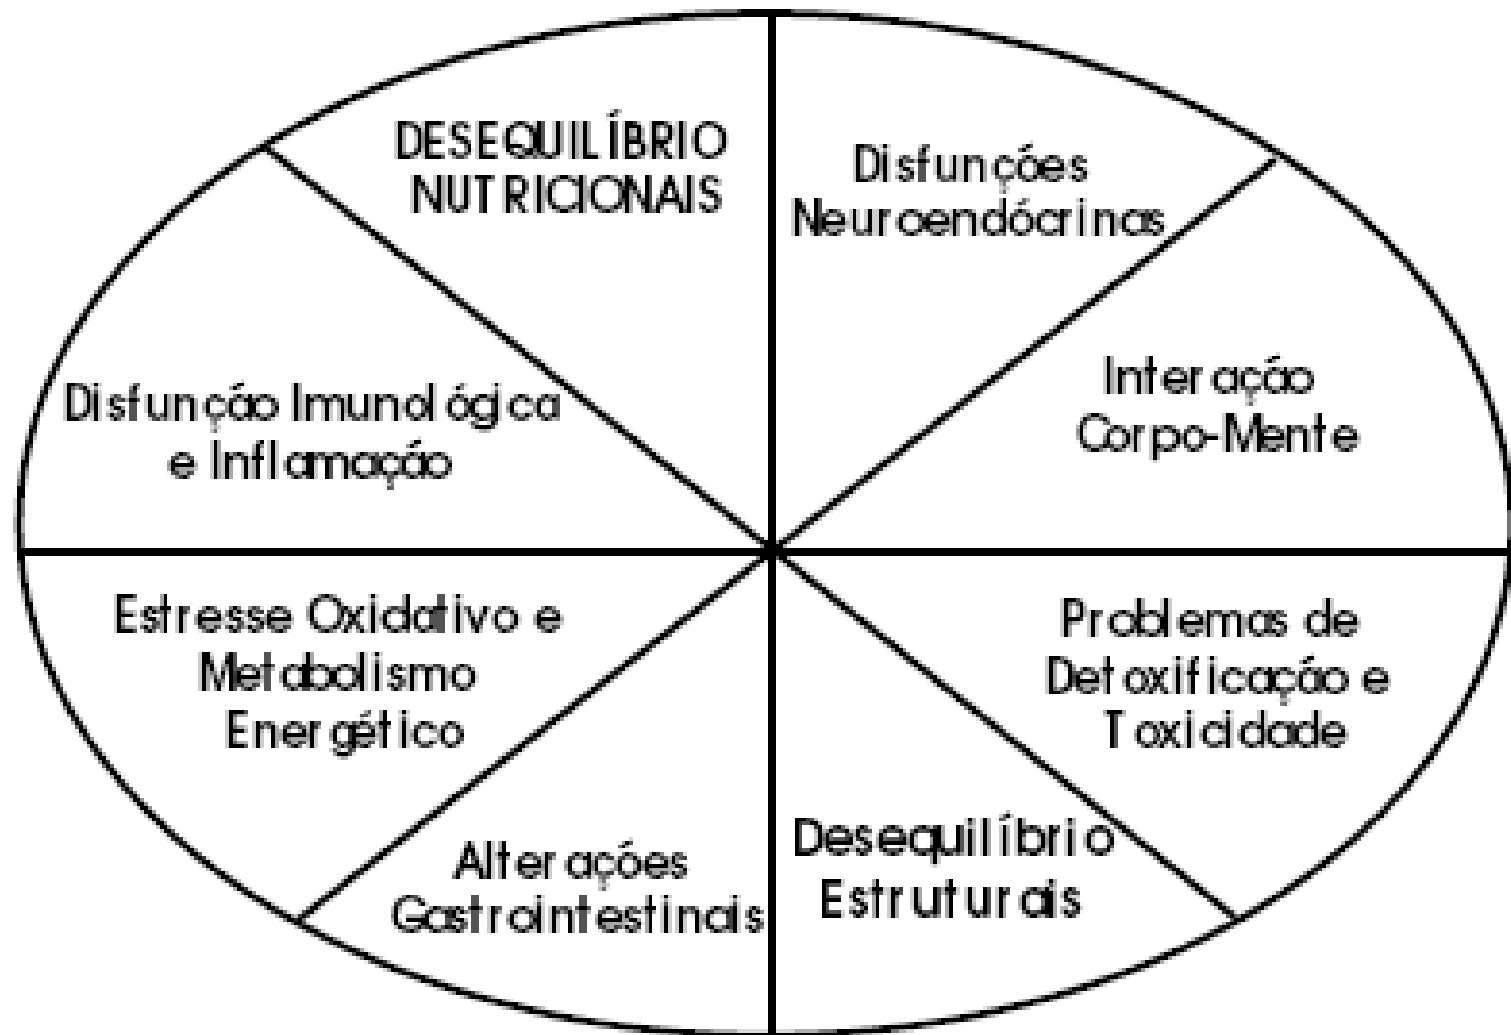 DESEQUILÍBRIO
NUTRICIONAIS
Disfunções
Neuroendócrinas
Interação
Corpo-Mente
Problemas de
Detoxificação e
Toxicidade
Desequilíbrio
Estruturais
Alterações
Gastrointestinais
Estresse Oxidativo e
Metabolismo
Energético
Disfunção Imunológica
e Inflamação